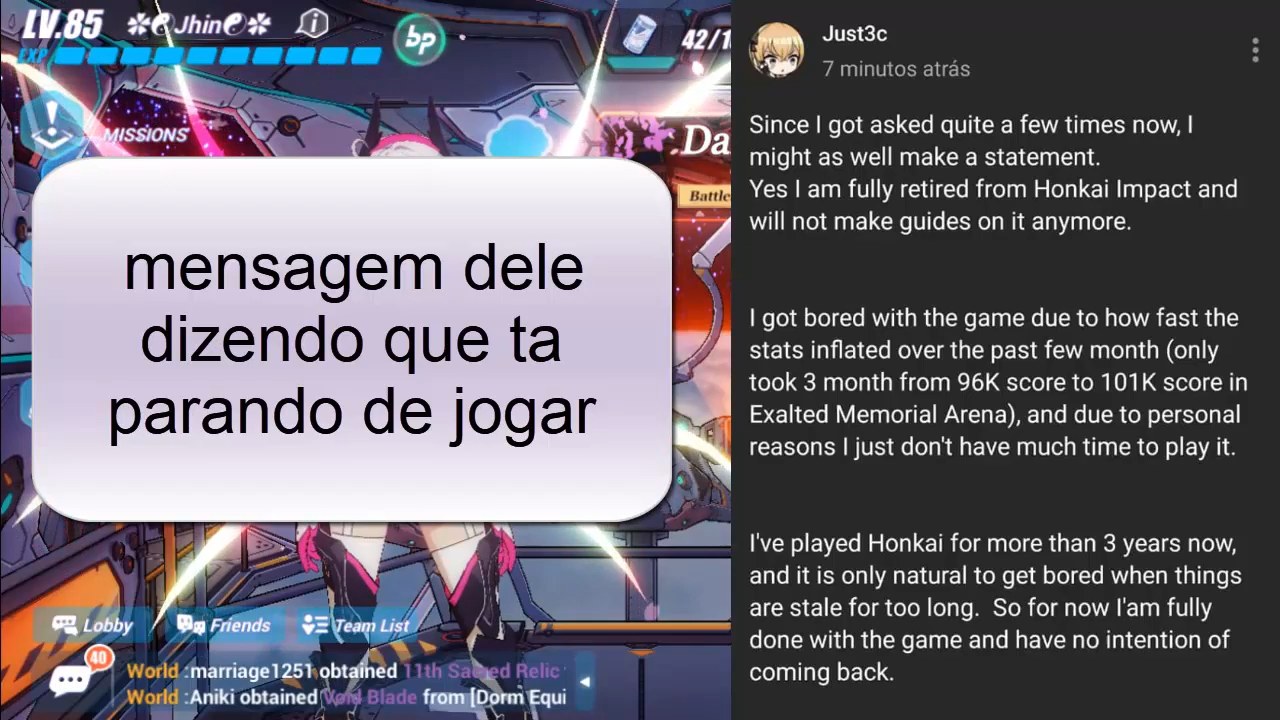 LV.85 Jhin
bp
42/1
EXP
MISSIONS
Da
Battle
mensagem dele
dizendo que ta
parando de jogar
Lobby
Friends
Team List
40
World :marriage1251 obtained 11th Sacred Relic
World :Aniki obtained Void Blade from [Dorm Equi
Just3c
7 minutos atrás
Since I got asked quite a few times now, I
might as well make a statement.
Yes I am fully retired from Honkai Impact and
will not make guides on it anymore.
I got bored with the game due to how fast the
stats inflated over the past few month (only
took 3 month from 96K score to 101K score in
Exalted Memorial Arena), and due to personal
reasons I just don't have much time to play it.
I've played Honkai for more than 3 years now,
and it is only natural to get bored when things
are stale for too long.  So for now I'am fully
done with the game and have no intention of
coming back.